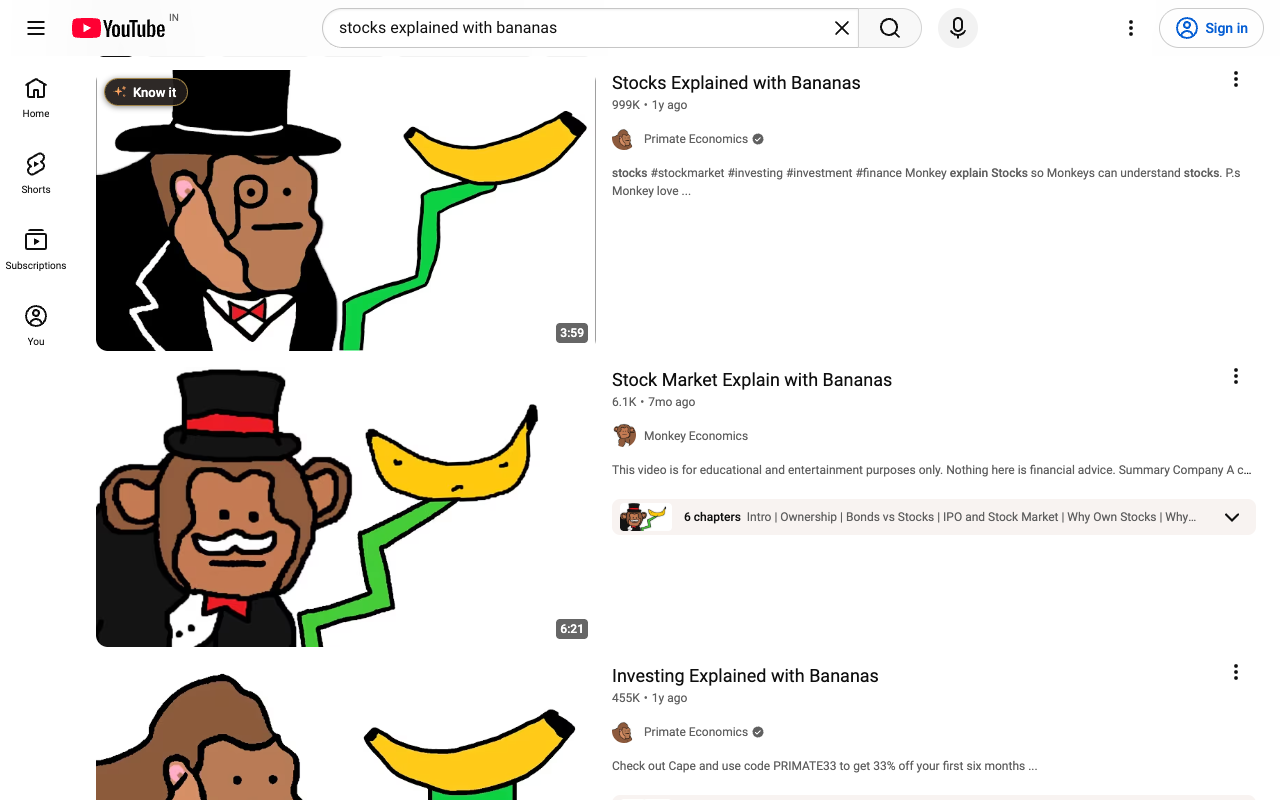 YouTube IN
stocks explained with bananas
Sign in
Home
Shorts
Subscriptions
You
Know it
3:59
Stocks Explained with Bananas
999K • 1y ago
Primate Economics
stocks #stockmarket #investing #investment #finance Monkey explain Stocks so Monkeys can understand stocks. P.s
Monkey love ...
6:21
Stock Market Explain with Bananas
6.1K • 7mo ago
Monkey Economics
This video is for educational and entertainment purposes only. Nothing here is financial advice. Summary Company A c...
6 chapters Intro | Ownership | Bonds vs Stocks | IPO and Stock Market | Why Own Stocks | Why...
Investing Explained with Bananas
455K • 1y ago
Primate Economics
Check out Cape and use code PRIMATE33 to get 33% off your first six months ...